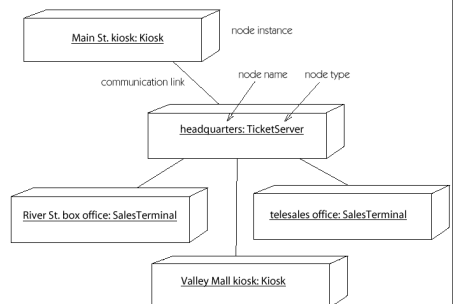 Main St. kiosk: Kiosk
node instance
communication link
node name
node type
headquarters: TicketServer
River St. box office: SalesTerminal
telesales office: SalesTerminal
Valley Mall kiosk: Kiosk